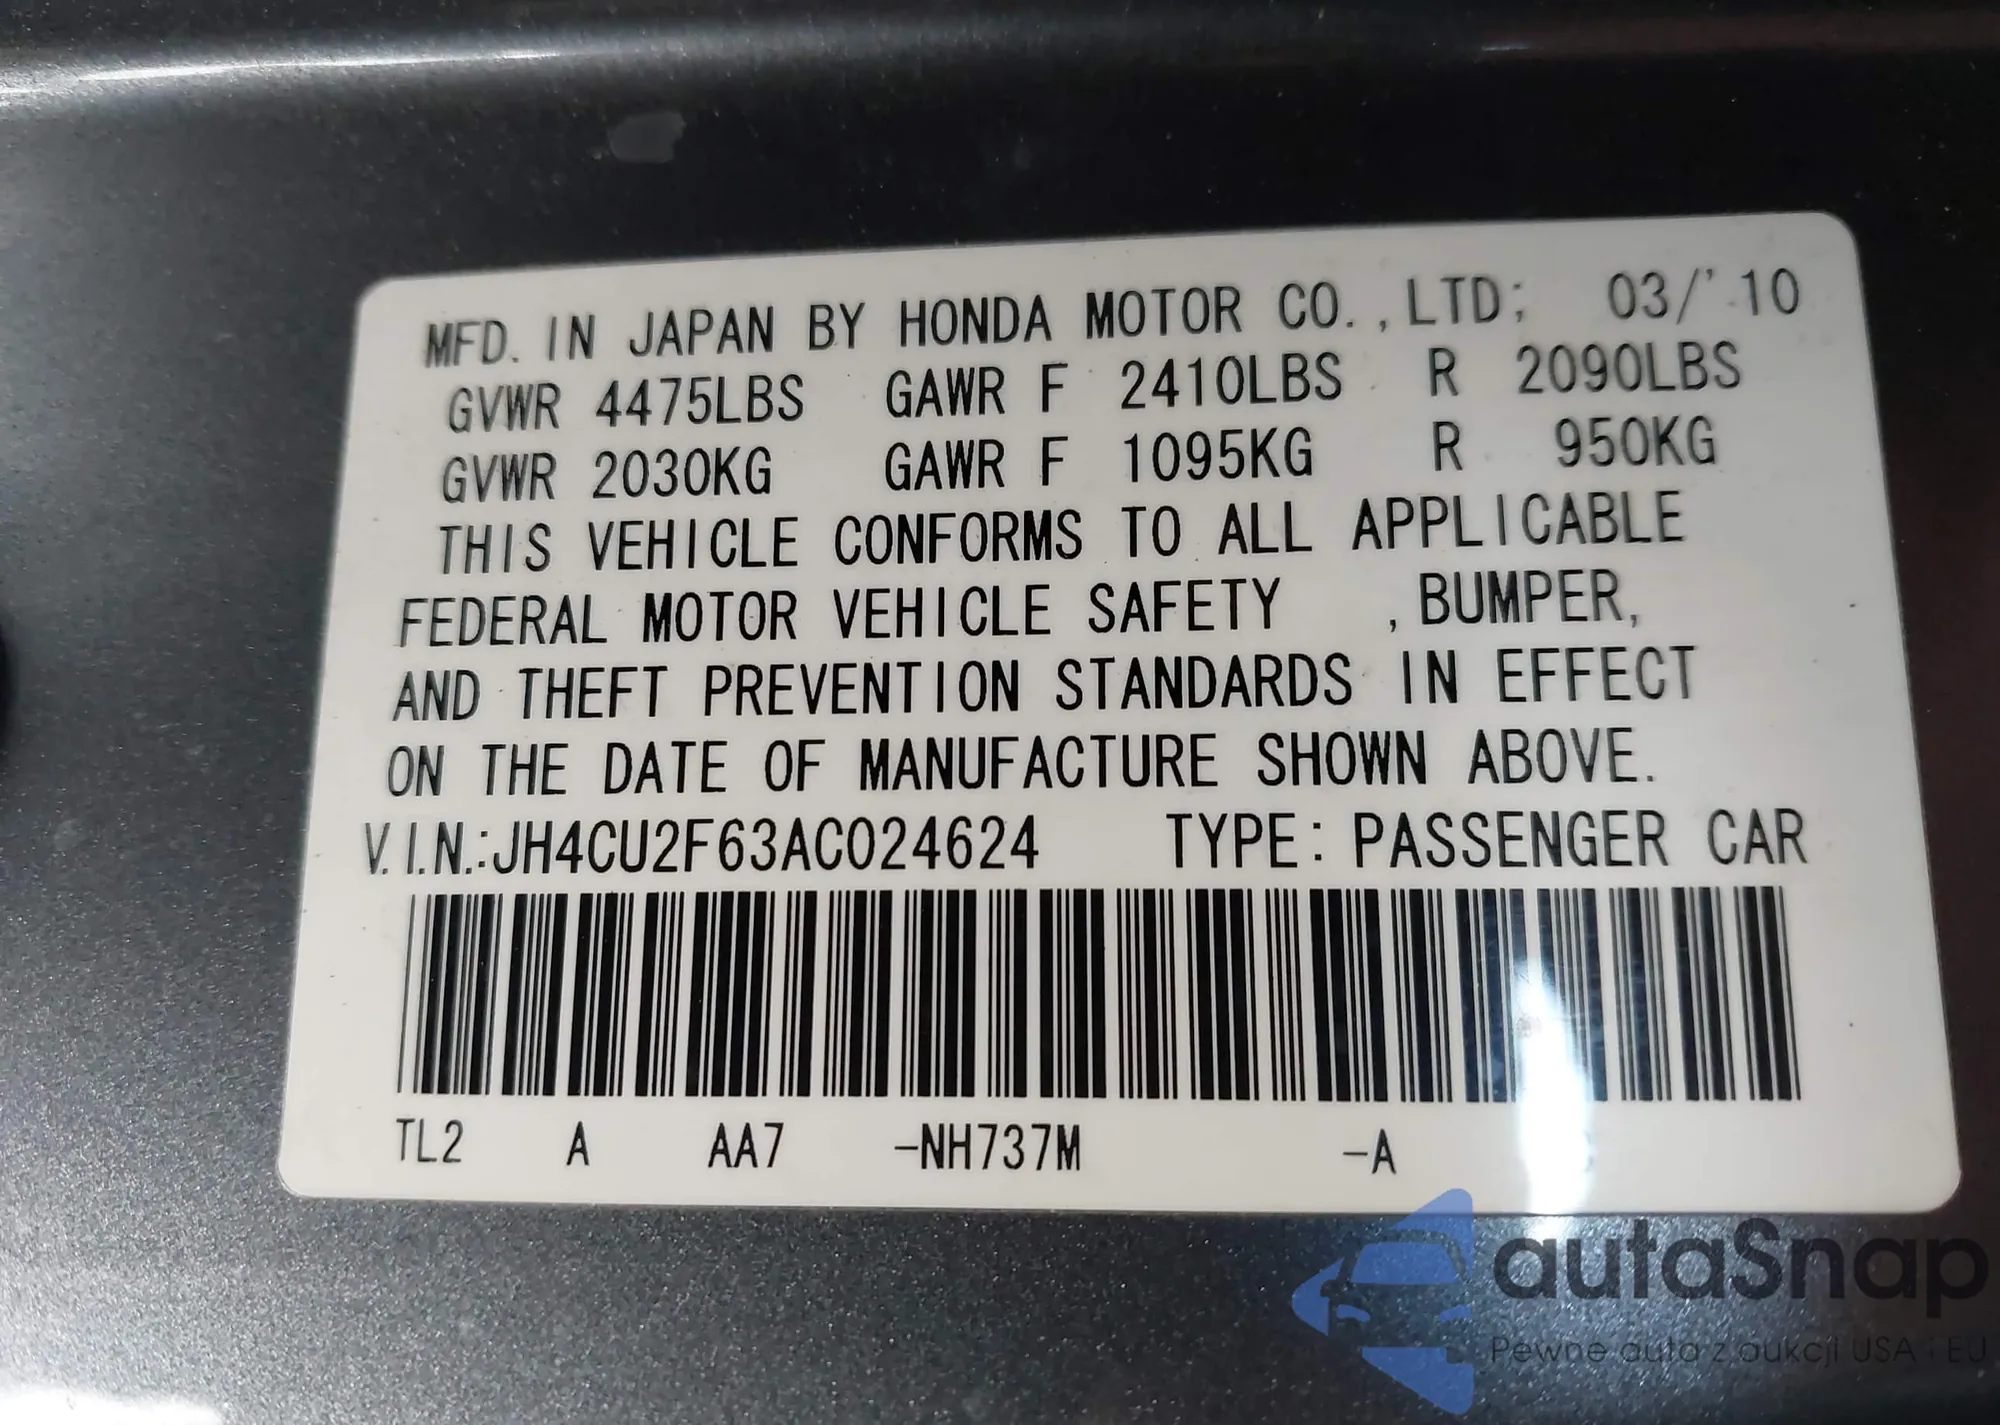 MFD. IN JAPAN BY HONDA MOTOR CO.,LTD; 03/'10
GVWR 4475LBS GAWR F 2410LBS R 2090LBS
GVWR 2030KG GAWR F 1095KG R 950KG
THIS VEHICLE CONFORMS TO ALL APPLICABLE
FEDERAL MOTOR VEHICLE SAFETY ,BUMPER,
AND THEFT PREVENTION STANDARDS IN EFFECT
ON THE DATE OF MANUFACTURE SHOWN ABOVE.
V.I.N.:JH4CU2F63AC024624 TYPE: PASSENGER CAR
TL2 A AA7 -NH737M -A
autaSnap
Pewne auta z aukcji USA i EU